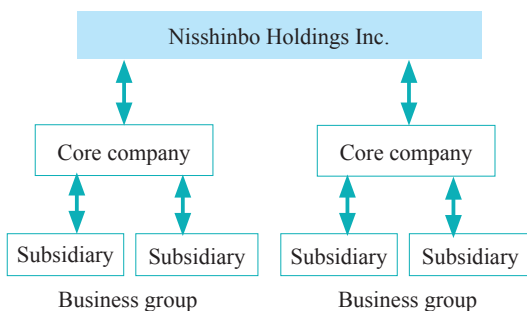 Nisshinbo Holdings Inc.
Core company
Core company
Subsidiary
Subsidiary
Subsidiary
Subsidiary
Business group
Business group